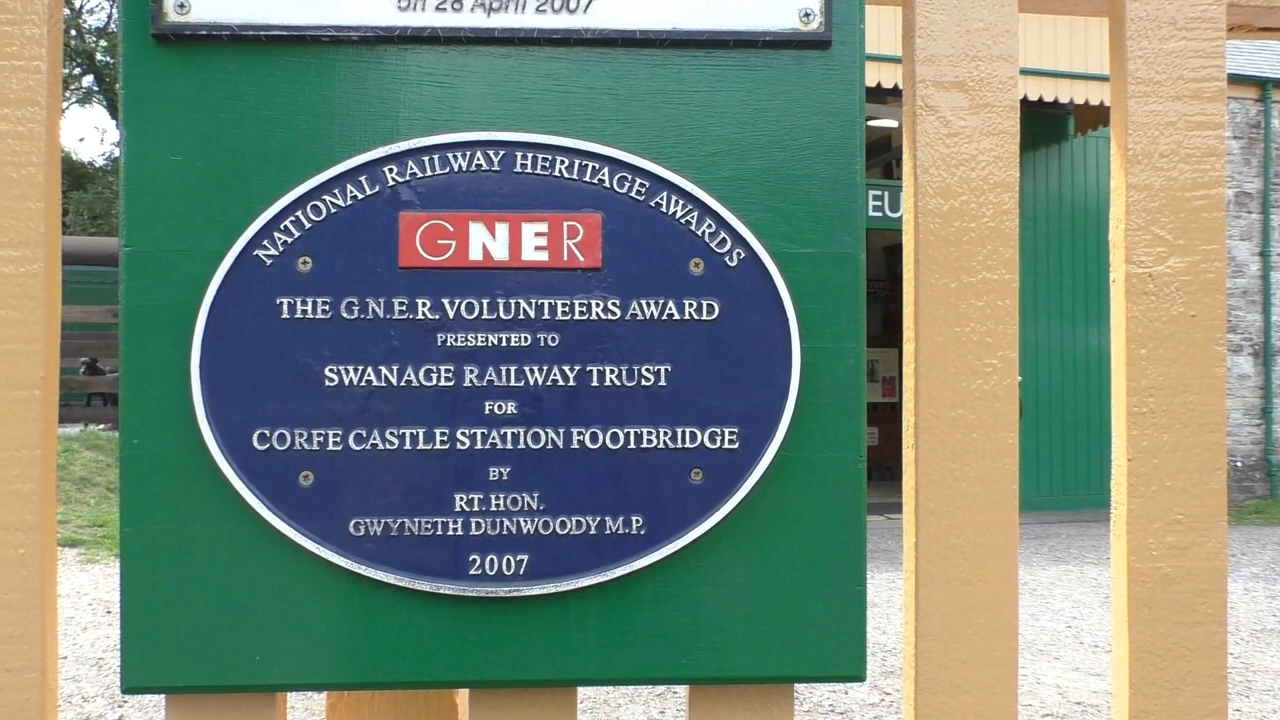 on 28 April 2007
NATIONAL RAILWAY HERITAGE AWARDS
GNER
THE G.N.E.R. VOLUNTEERS AWARD
PRESENTED TO
SWANAGE RAILWAY TRUST
FOR
CORFE CASTLE STATION FOOTBRIDGE
BY
RT. HON.
GWYNETH DUNWOODY M.P.
2007
EU